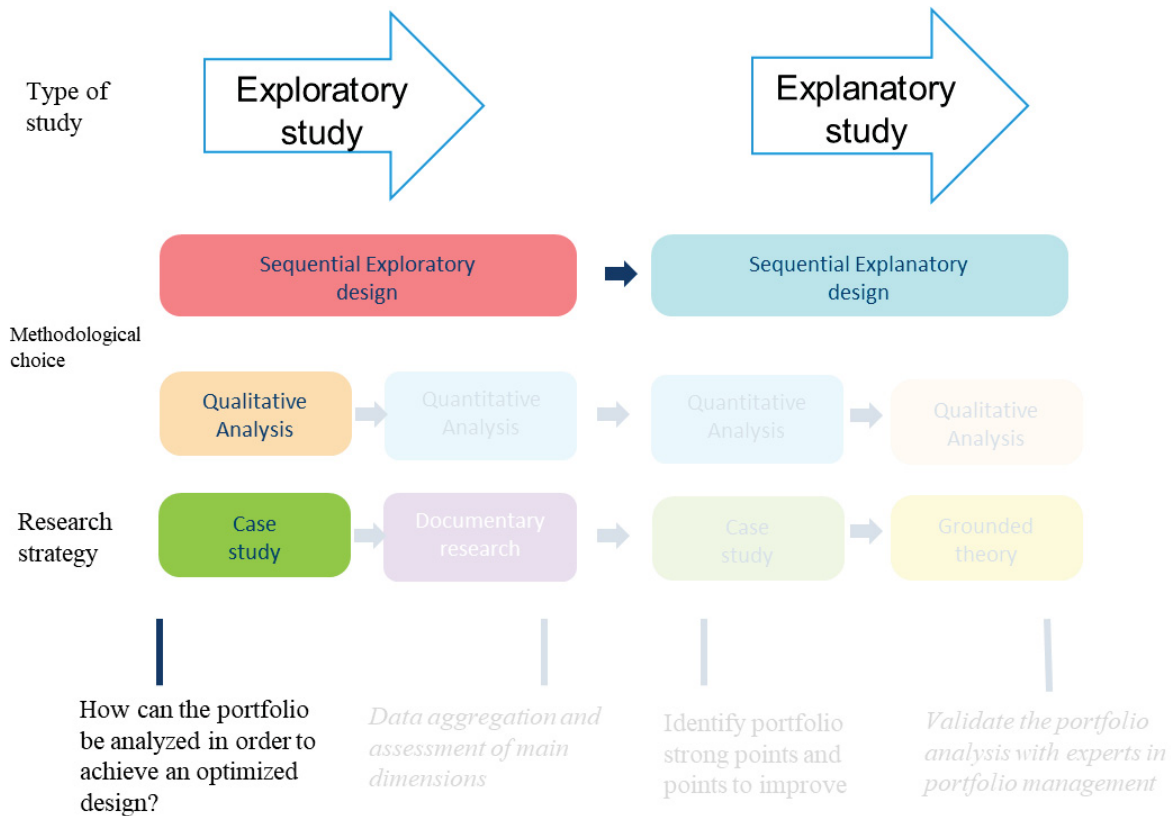 Type of
study
Exploratory
study
Explanatory
study
Sequential Exploratory
design
Sequential Explanatory
design
Methodological
choice
Qualitative
Analysis
Quantitative
Analysis
Quantitative
Analysis
Qualitative
Analysis
Research
strategy
Case
study
Documentary
research
Case
study
Grounded
theory
How can the portfolio
be analyzed in order to
achieve an optimized
design?
Data aggregation and
assessment of main
dimensions
Identify portfolio
strong points and
points to improve
Validate the portfolio
analysis with experts in
portfolio management